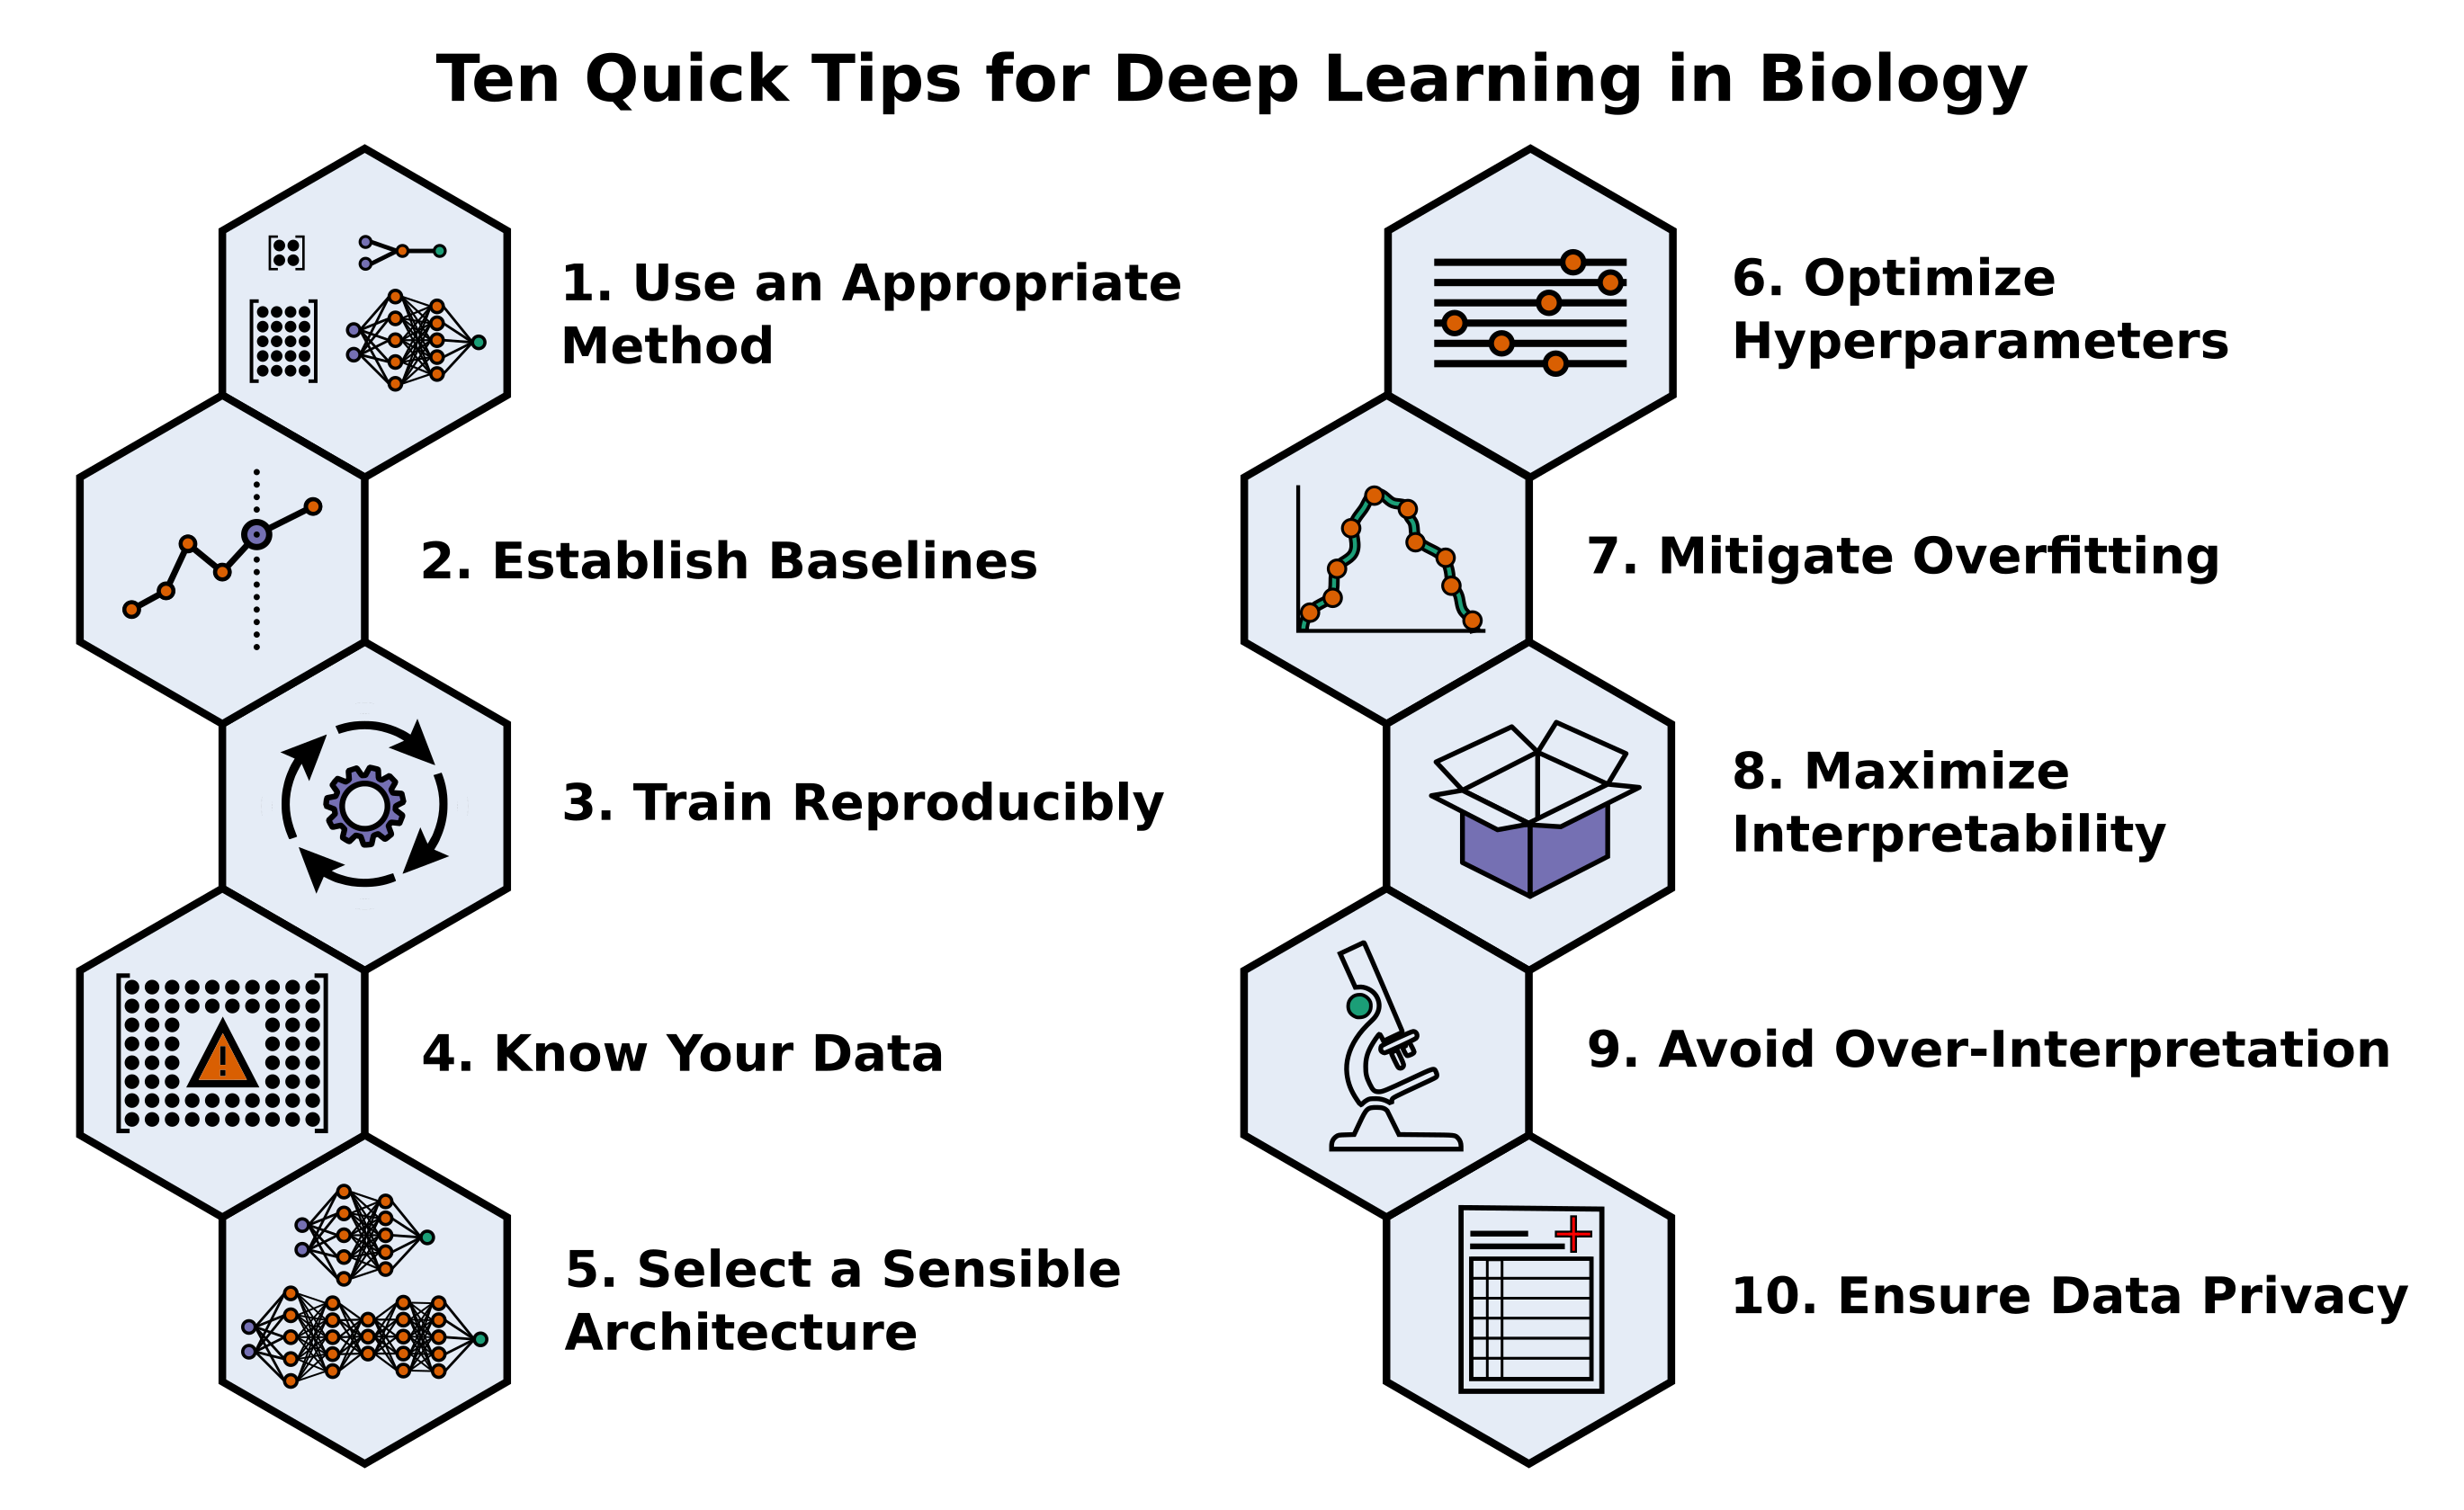 Ten Quick Tips for Deep Learning in Biology
1. Use an Appropriate
Method
2. Establish Baselines
3. Train Reproducibly
4. Know Your Data
5. Select a Sensible
Architecture
6. Optimize
Hyperparameters
7. Mitigate Overfitting
8. Maximize
Interpretability
9. Avoid Over-Interpretation
10. Ensure Data Privacy